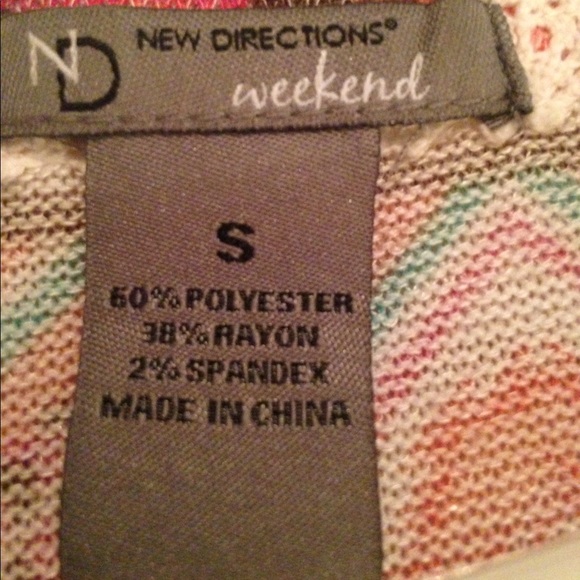 ND NEW DIRECTIONS®
weekend
S
60% POLYESTER
38% RAYON
2% SPANDEX
MADE IN CHINA